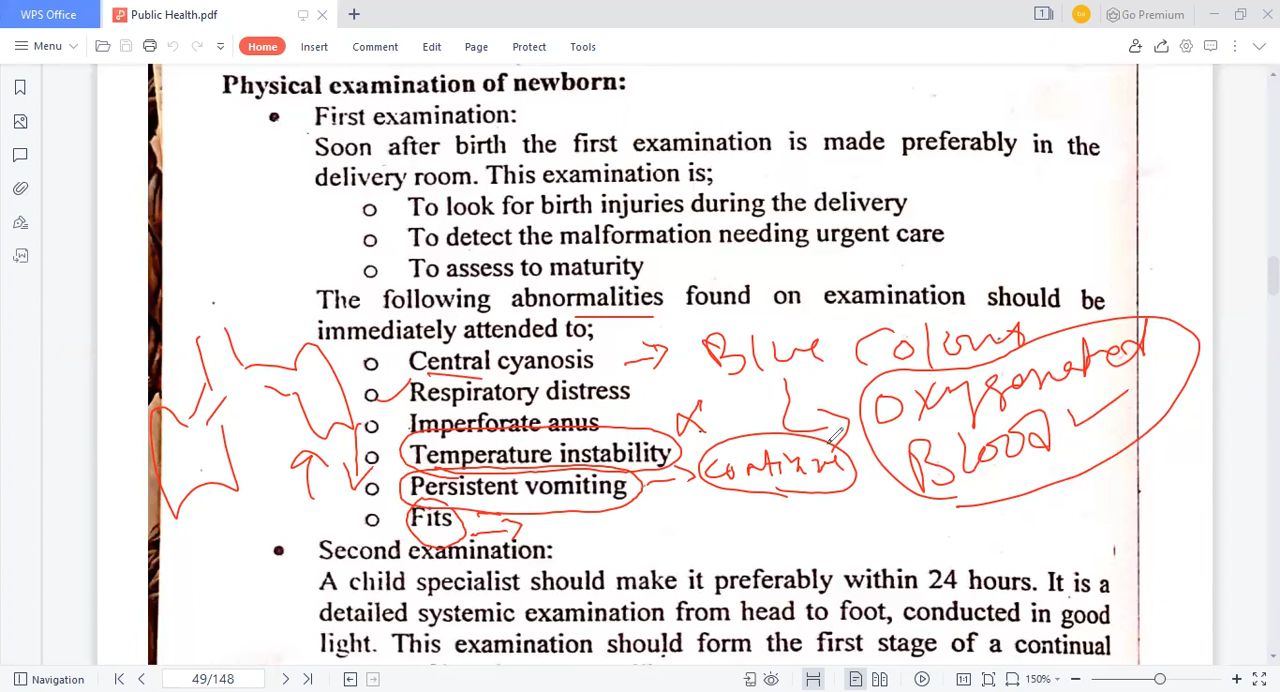 WPS Office
Public Health.pdf
Go Premium
Menu
Home Insert Comment Edit Page Protect Tools
Physical examination of newborn:
First examination:
Soon after birth the first examination is made preferably in the
delivery room. This examination is;
To look for birth injuries during the delivery
To detect the malformation needing urgent care
To assess to maturity
The following abnormalities found on examination should be
immediately attended to;
Central cyanosis → Blue Colour
Oxygenated
Blood
Respiratory distress
Imperforate anus
Temperature instability
Persistent vomiting →
Fits →
Second examination:
A child specialist should make it preferably within 24 hours. It is a
detailed systemic examination from head to foot, conducted in good
light. This examination should form the first stage of a continual
Navigation 49/148 150%